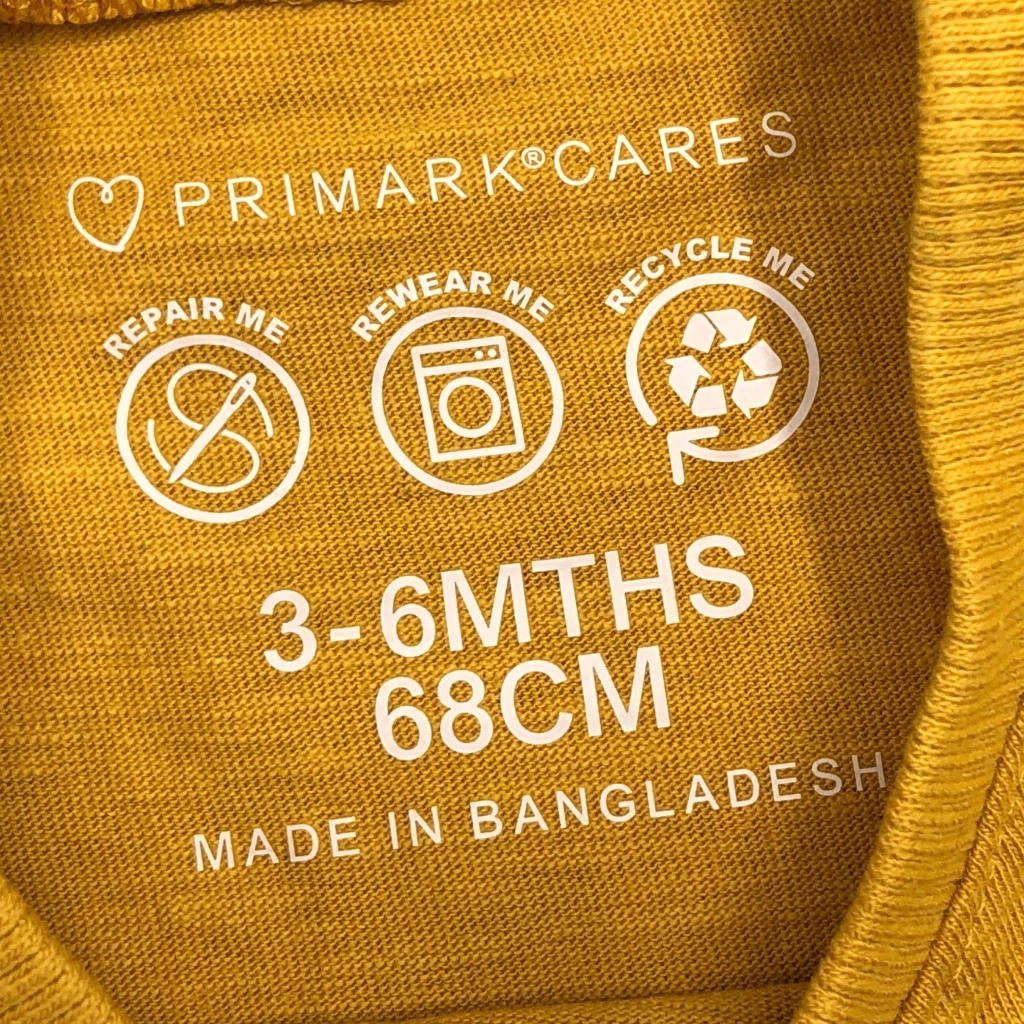 PRIMARK®CARES
REPAIR ME
REWEAR ME
RECYCLE ME
3-6MTHS
68CM
MADE IN BANGLADESH